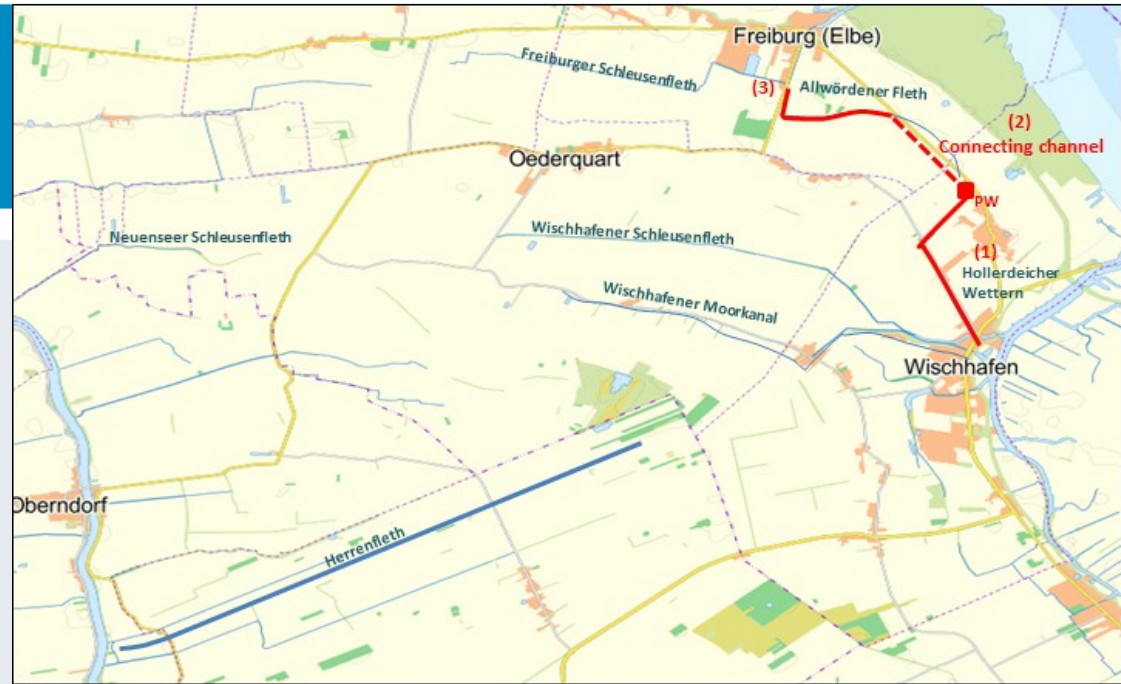 Freiburg (Elbe)
Freiburger Schleusenfleth
(3)
Allwördener Fleth
(2)
Connecting channel
Oederquart
PW
Neuenseer Schleusenfleth
Wischhafener Schleusenfleth
(1)
Hollerdeicher
Wettern
Wischhafener Moorkanal
Wischhafen
Oberndorf
Herrenfleth